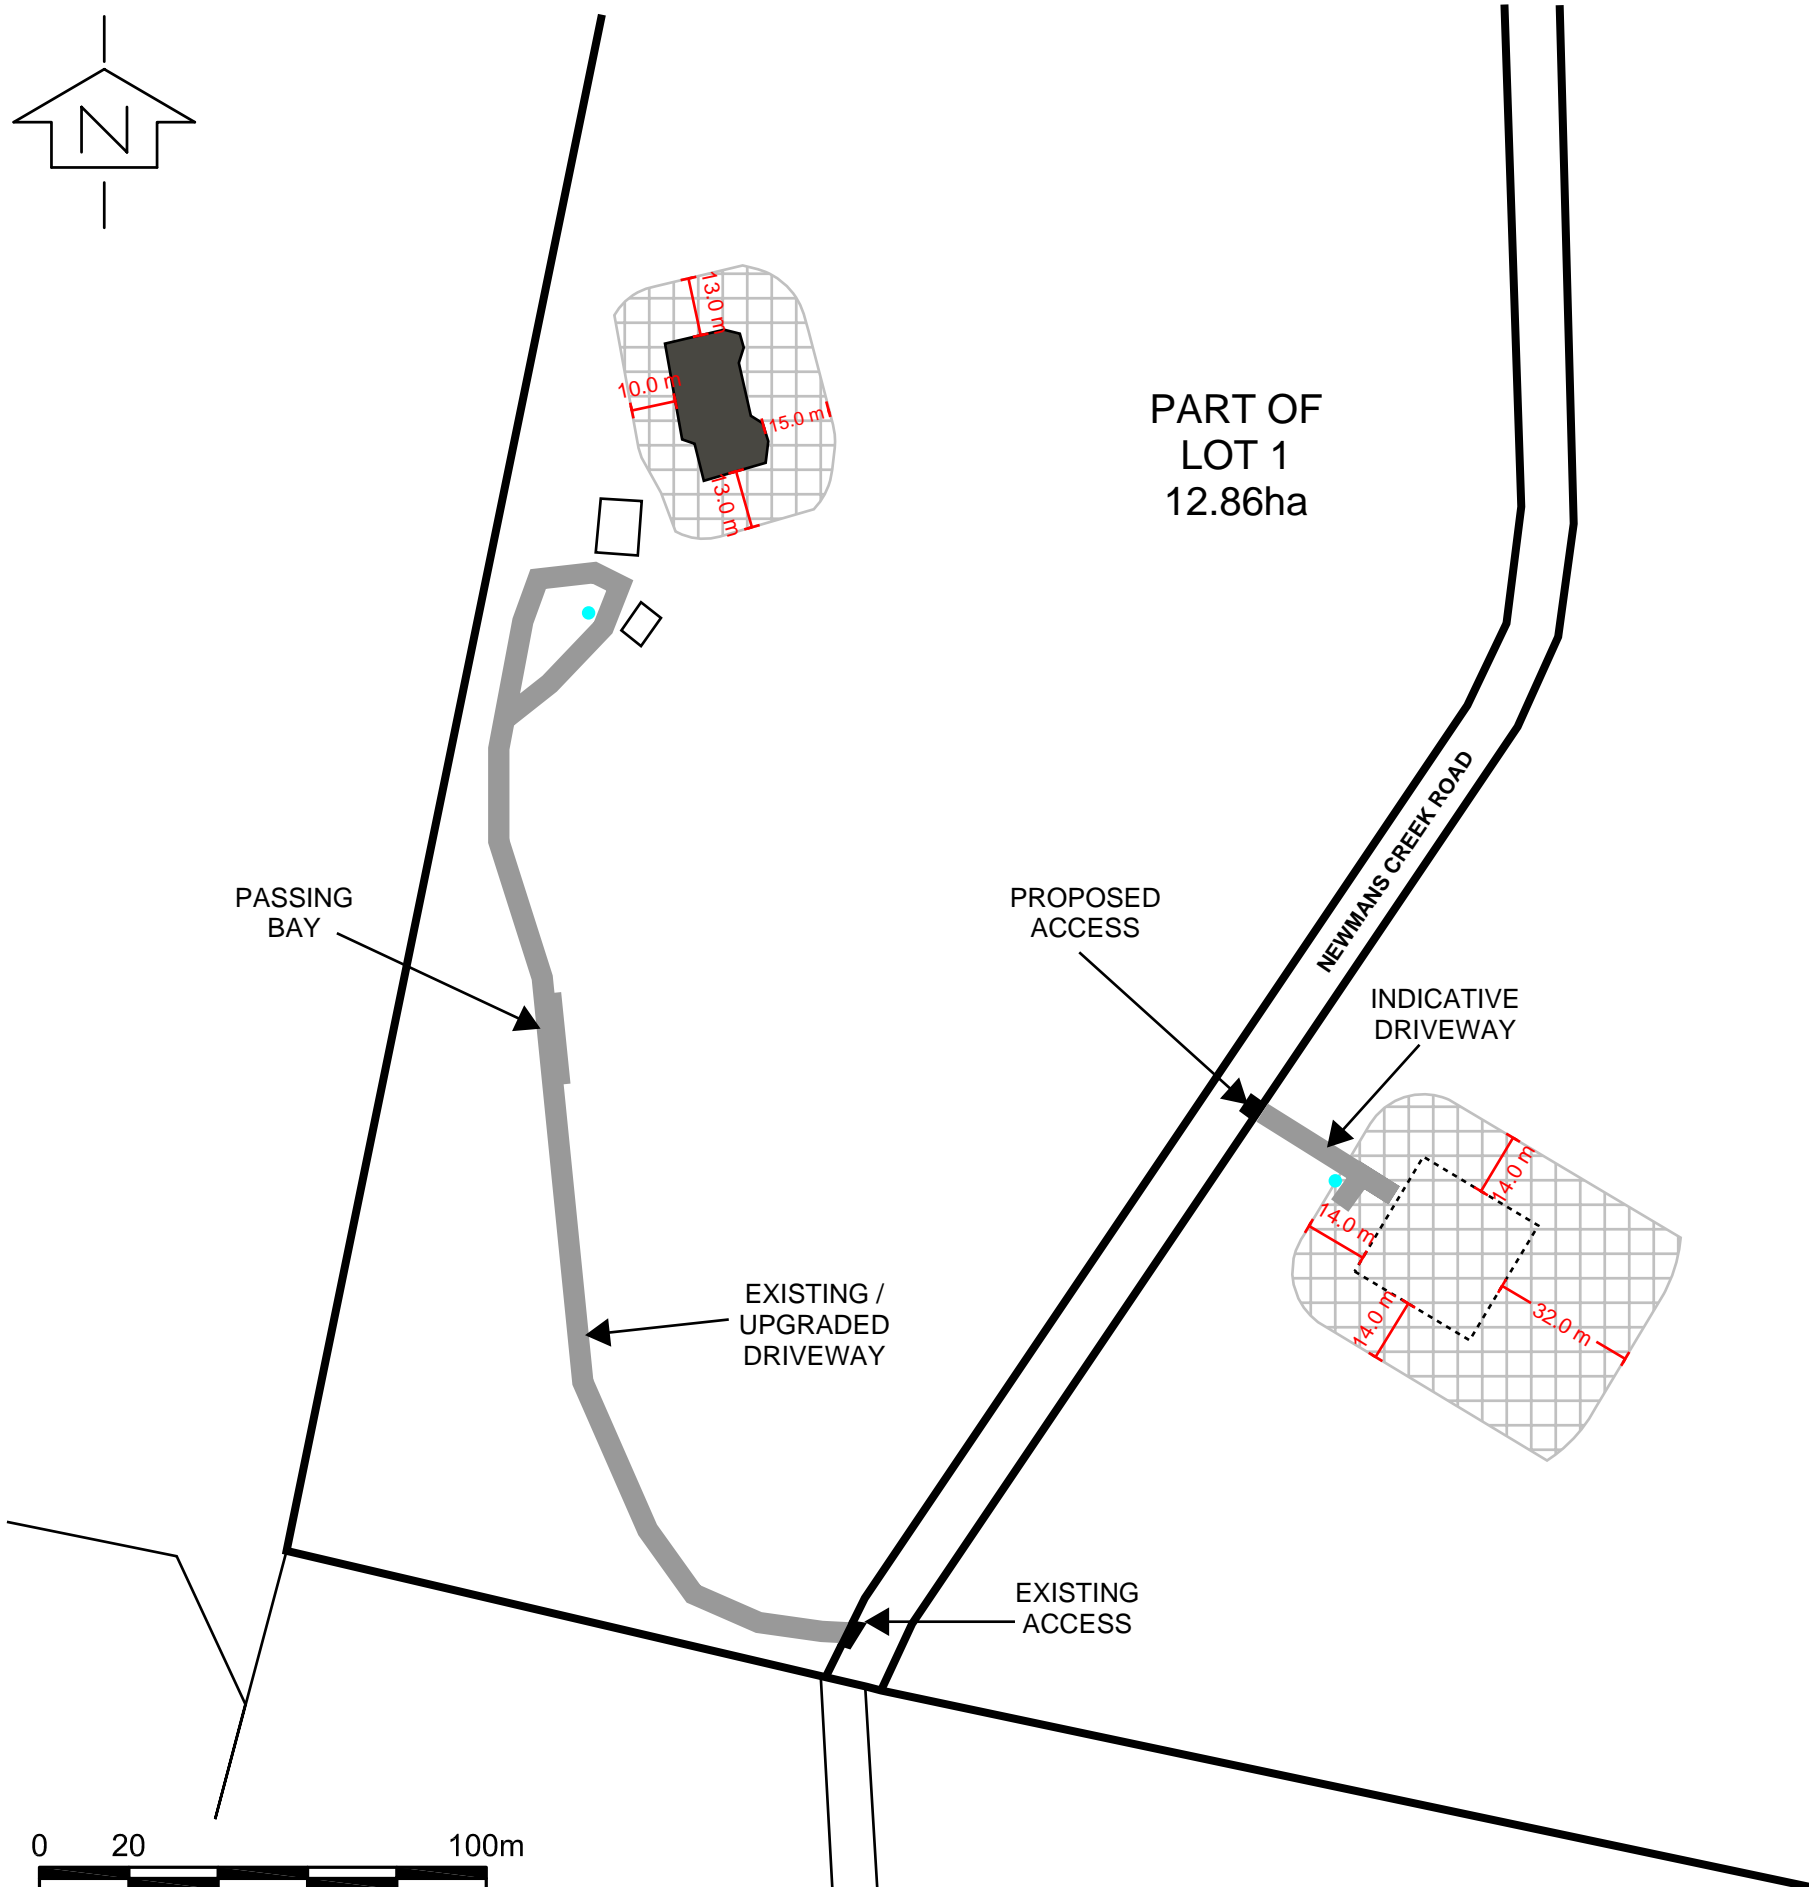 N
13.0 m
10.0 m
15.0 m
13.0 m
PART OF
LOT 1
12.86ha
NEWMANS CREEK ROAD
PASSING
BAY
PROPOSED
ACCESS
INDICATIVE
DRIVEWAY
14.0 m
14.0 m
14.0 m
32.0 m
EXISTING /
UPGRADED
DRIVEWAY
EXISTING
ACCESS
0 20 100m